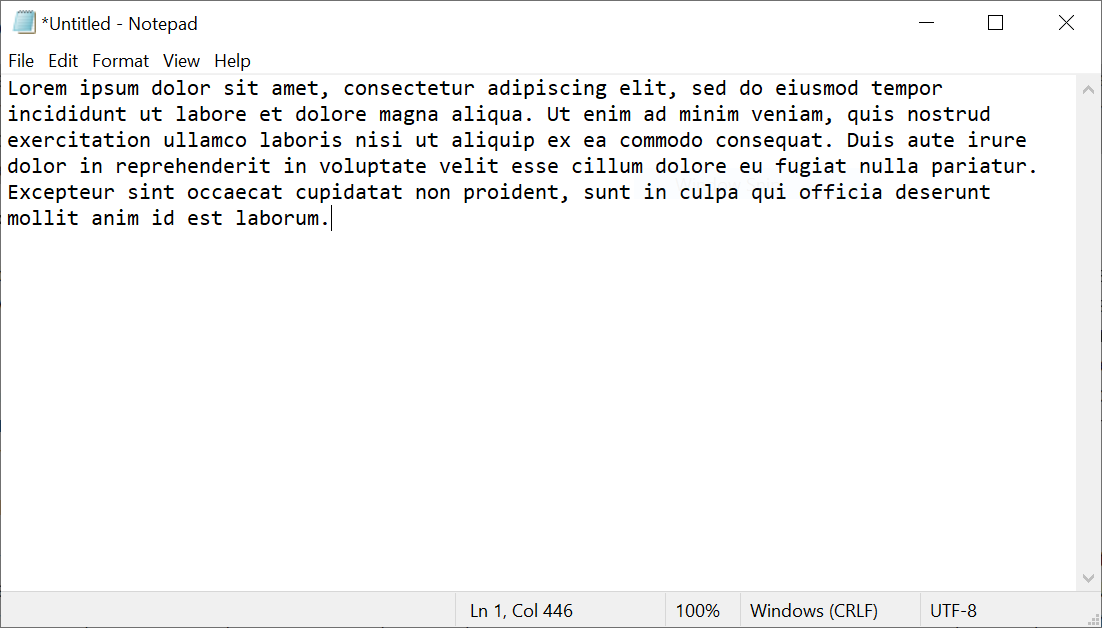 *Untitled - Notepad
File Edit Format View Help
Lorem ipsum dolor sit amet, consectetur adipiscing elit, sed do eiusmod tempor
incididunt ut labore et dolore magna aliqua. Ut enim ad minim veniam, quis nostrud
exercitation ullamco laboris nisi ut aliquip ex ea commodo consequat. Duis aute irure
dolor in reprehenderit in voluptate velit esse cillum dolore eu fugiat nulla pariatur.
Excepteur sint occaecat cupidatat non proident, sunt in culpa qui officia deserunt
mollit anim id est laborum.
Ln 1, Col 446 100% Windows (CRLF) UTF-8